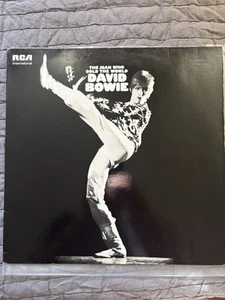 RCA
International
THE MAN WHO
SOLD THE WORLD
DAVID
BOWIE